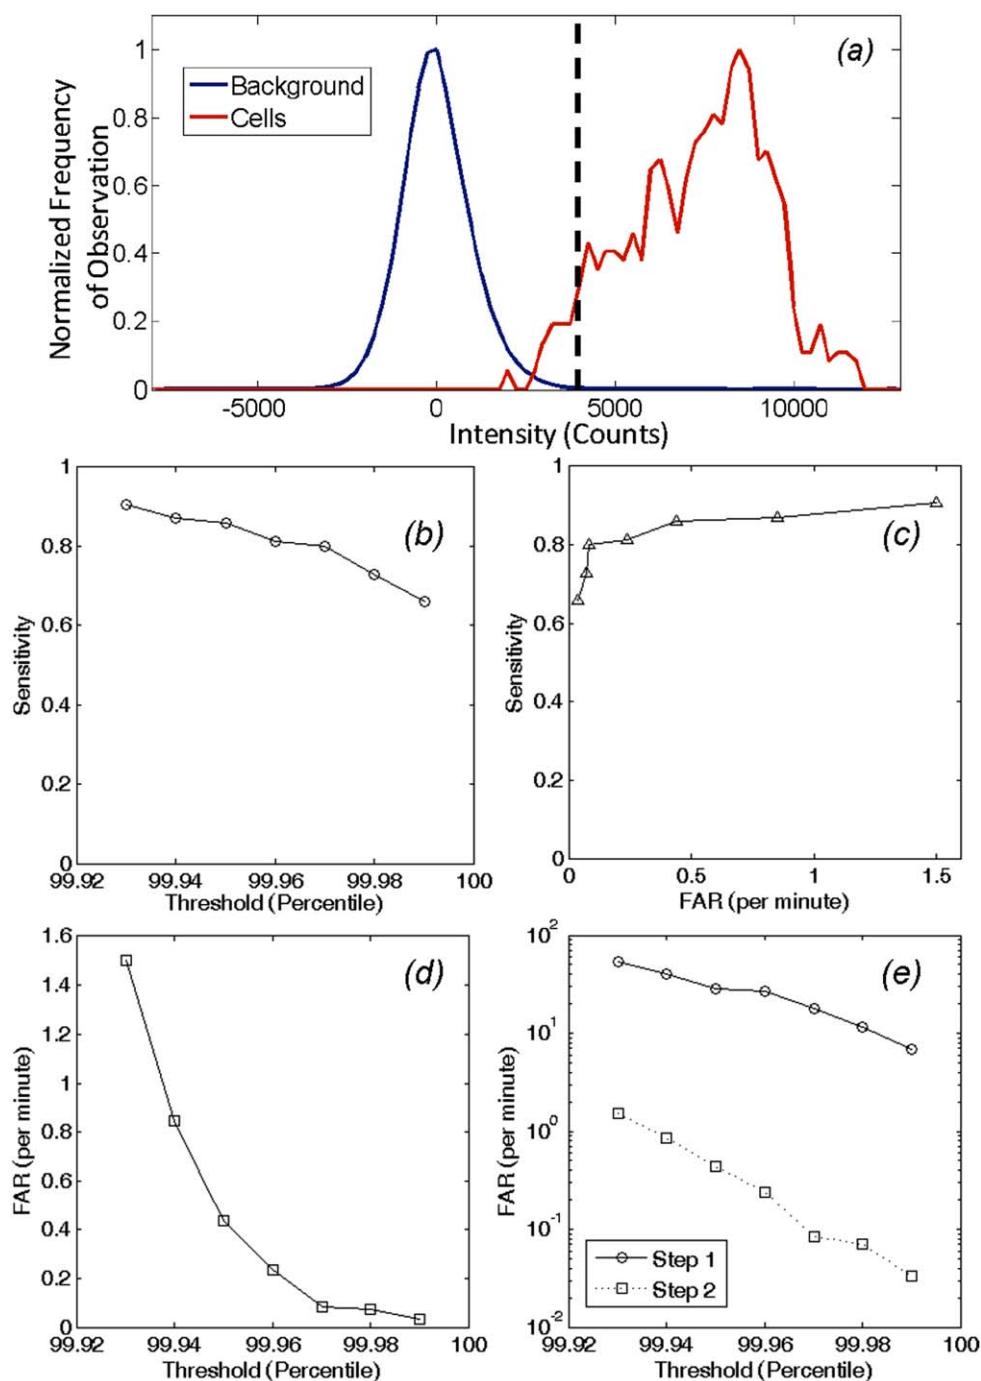 (a)
Background
Cells
Normalized Frequency
of Observation
1
0.8
0.6
0.4
0.2
0
-5000
0
5000
10000
Intensity (Counts)
(b)
Sensitivity
1
0.8
0.6
0.4
0.2
0
99.92
99.94
99.96
99.98
100
Threshold (Percentile)
(c)
Sensitivity
1
0.8
0.6
0.4
0.2
0
0
0.5
1
1.5
FAR (per minute)
(d)
FAR (per minute)
1.6
1.4
1.2
1
0.8
0.6
0.4
0.2
0
99.92
99.94
99.96
99.98
100
Threshold (Percentile)
(e)
FAR (per minute)
10²
10¹
10⁰
10⁻¹
10⁻²
Step 1
Step 2
99.92
99.94
99.96
99.98
100
Threshold (Percentile)